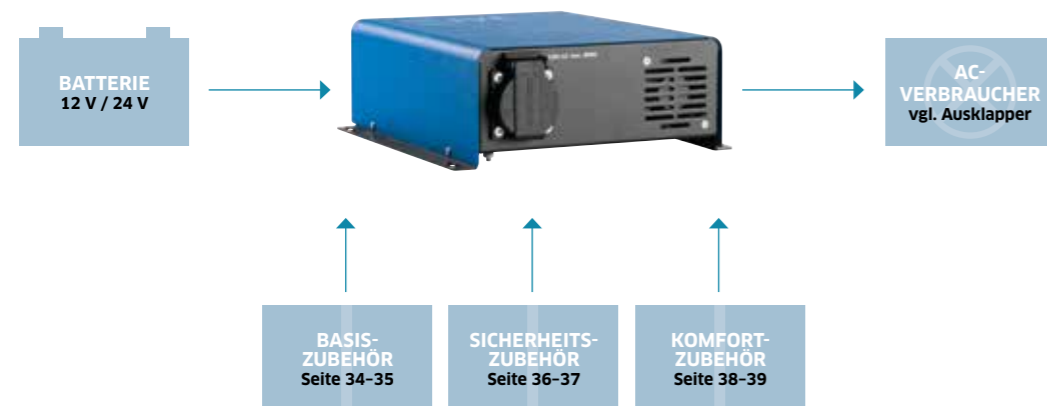 BATTERIE
12 V / 24 V
AC-
VERBRAUCHER
vgl. Ausklapper
BASIS-
ZUBEHÖR
Seite 34–35
SICHERHEITS-
ZUBEHÖR
Seite 36–37
KOMFORT-
ZUBEHÖR
Seite 38–39